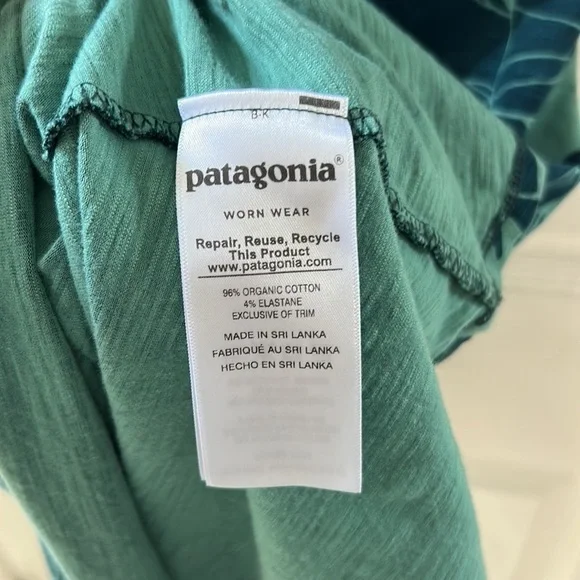 B-K
patagonia®
WORN WEAR
Repair, Reuse, Recycle
This Product
www.patagonia.com
96% ORGANIC COTTON
4% ELASTANE
EXCLUSIVE OF TRIM
MADE IN SRI LANKA
FABRIQUÉ AU SRI LANKA
HECHO EN SRI LANKA